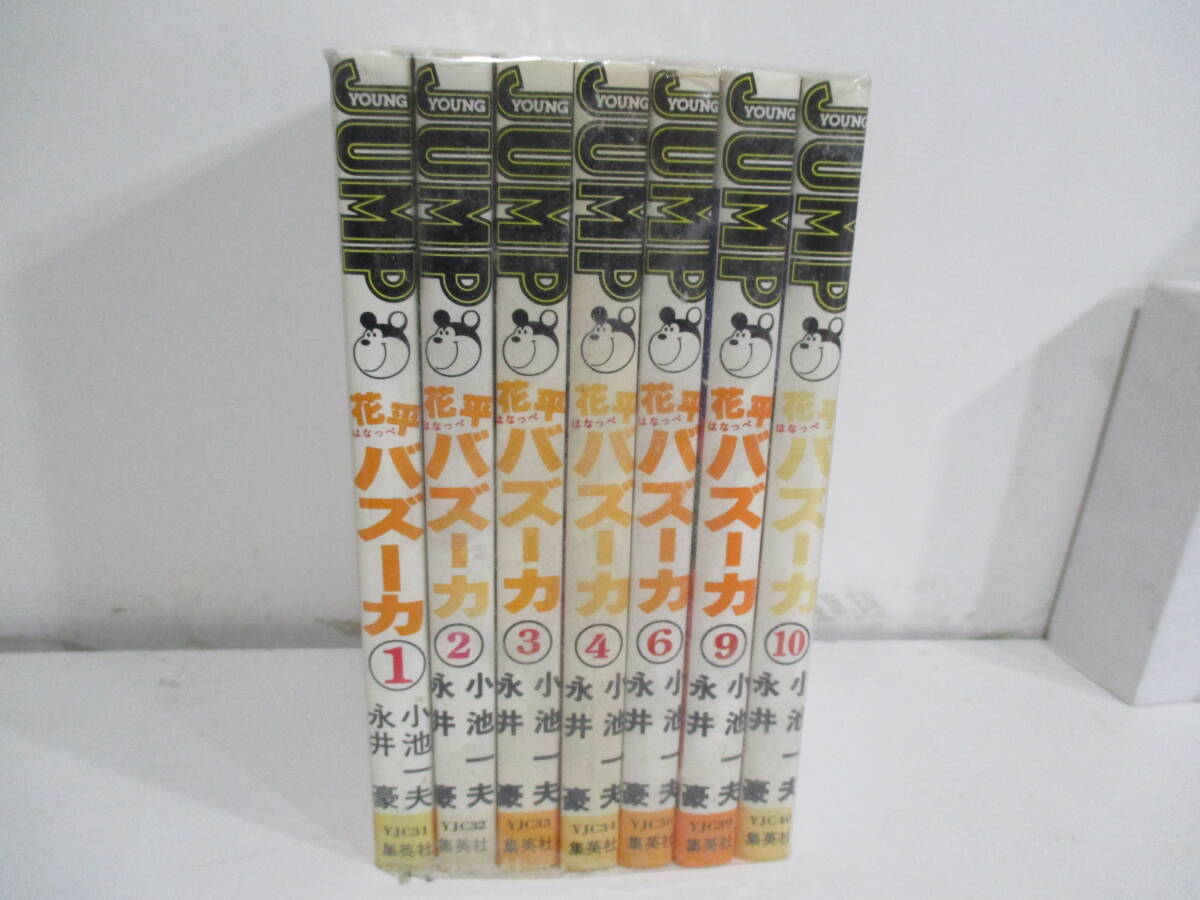 YOUNG
JUMP
花平
はなっぺ
バズーカ
1
小池一夫
永井豪
YJC31
集英社
YOUNG
JUMP
花平
はなっぺ
バズーカ
2
小池一夫
永井豪
YJC32
集英社
YOUNG
JUMP
花平
はなっぺ
バズーカ
3
小池一夫
永井豪
YJC33
集英社
YOUNG
JUMP
花平
はなっぺ
バズーカ
4
小池一夫
永井豪
YJC34
集英社
YOUNG
JUMP
花平
はなっぺ
バズーカ
6
小池一夫
永井豪
YJC36
集英社
YOUNG
JUMP
花平
はなっぺ
バズーカ
9
小池一夫
永井豪
YJC39
集英社
YOUNG
JUMP
花平
はなっぺ
バズーカ
10
小池一夫
永井豪
YJC40
集英社